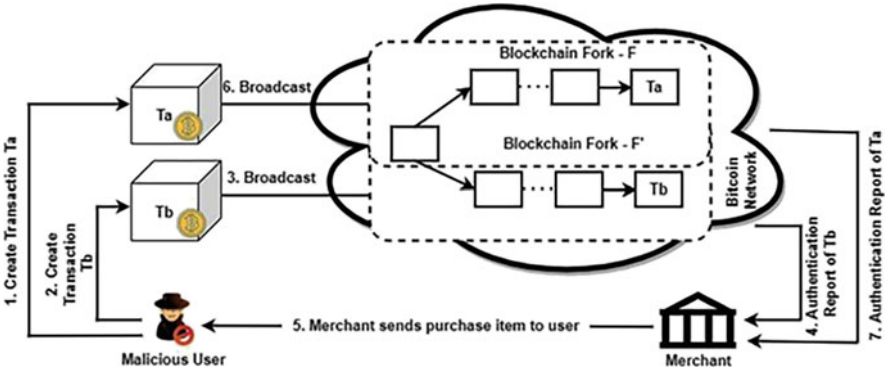 Blockchain Fork - F
6. Broadcast
Ta
Ta
Blockchain Fork - F'
3. Broadcast
Tb
Tb
Bitcoin
Network
1. Create Transaction Ta
2. Create
Transaction
Tb
4. Authentication
Report of Tb
7. Authentication Report of Ta
5. Merchant sends purchase item to user
Malicious User
Merchant